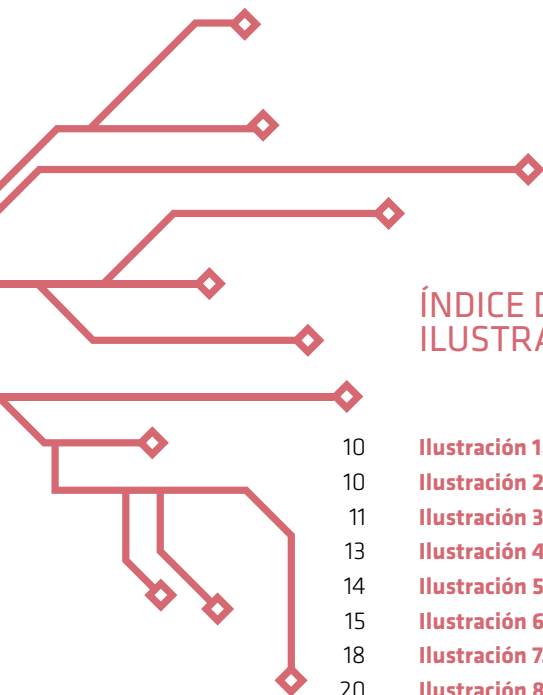 ÍNDICE
10 Ilustración 1.
10 Ilustración 2
11 Ilustración 3
13 Ilustración 4
14 Ilustración 5
15 Ilustración 6
18 Ilustración 7.
20 Ilustración 8